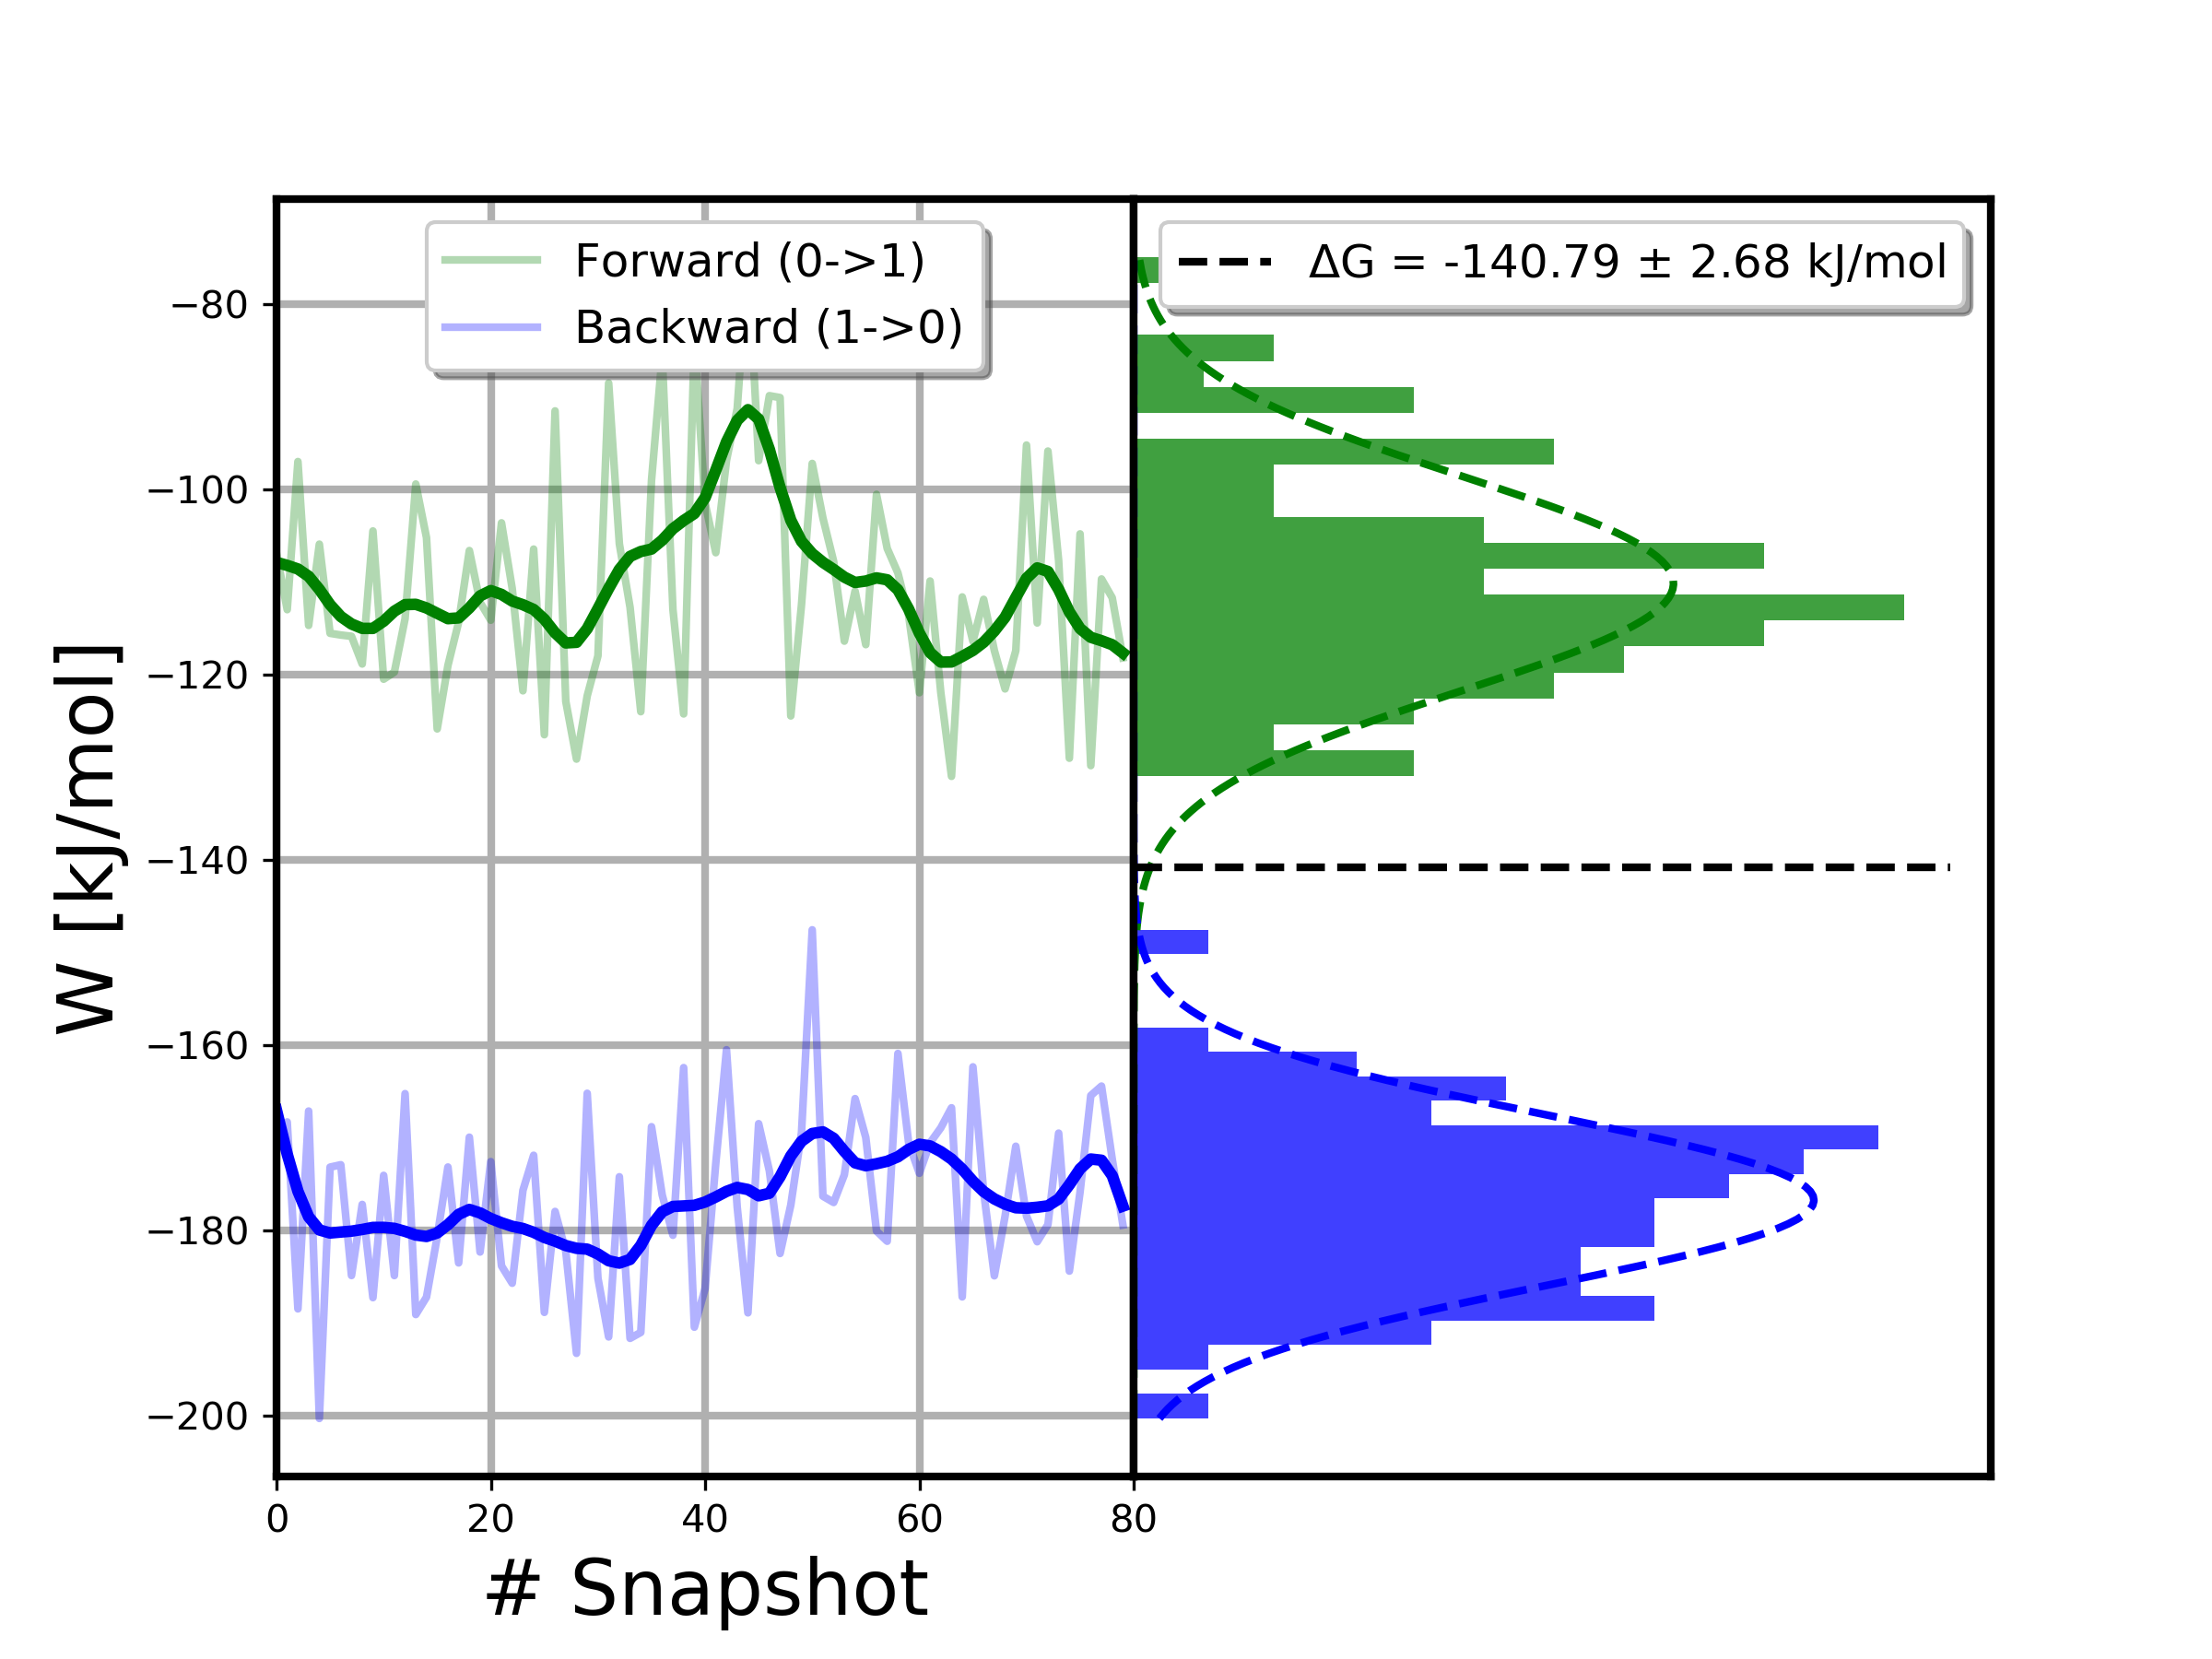 Forward (0->1)
Backward (1->0)
ΔG = -140.79 ± 2.68 kJ/mol
W [kJ/mol]
−80
−100
−120
−140
−160
−180
−200
0 20 40 60 80
# Snapshot